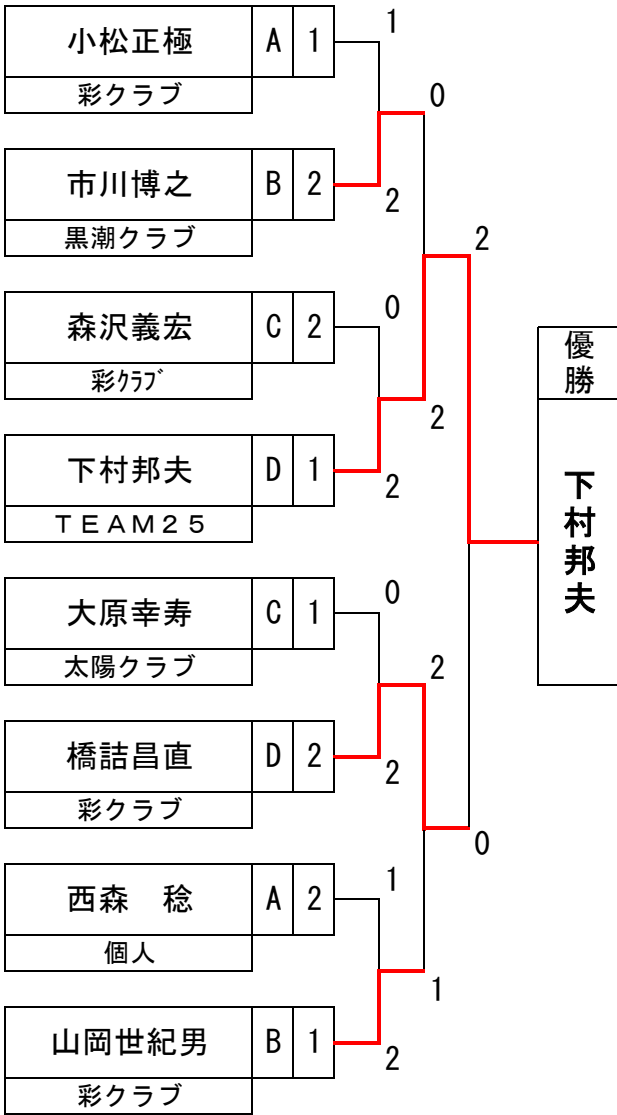 小松正極 A 1
彩クラブ
1
0
市川博之 B 2
黒潮クラブ
2
2
森沢義宏 C 2
彩ｸﾗﾌﾞ
0
2
下村邦夫 D 1
ＴＥＡＭ２５
2
優勝
下村邦夫
大原幸寿 C 1
太陽クラブ
0
2
橋詰昌直 D 2
彩クラブ
2
0
西森　稔 A 2
個人
1
1
山岡世紀男 B 1
彩クラブ
2